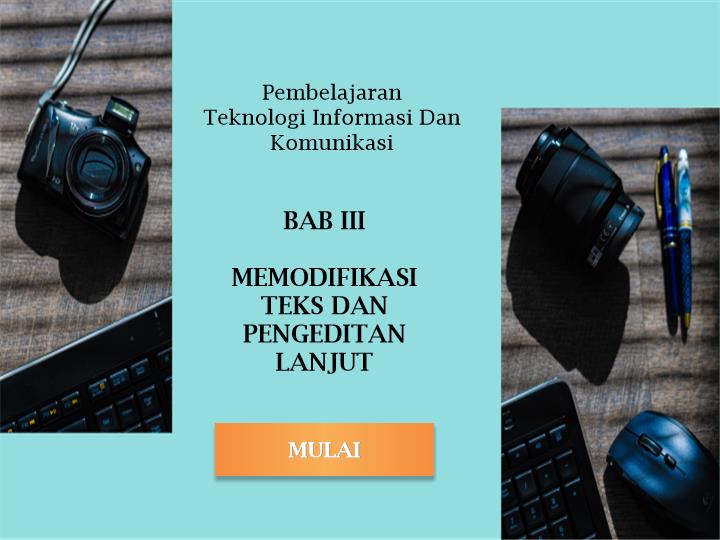 Pembelajaran
Teknologi Informasi Dan
Komunikasi
BAB III
MEMODIFIKASI
TEKS DAN
PENGEDITAN
LANJUT
MULAI